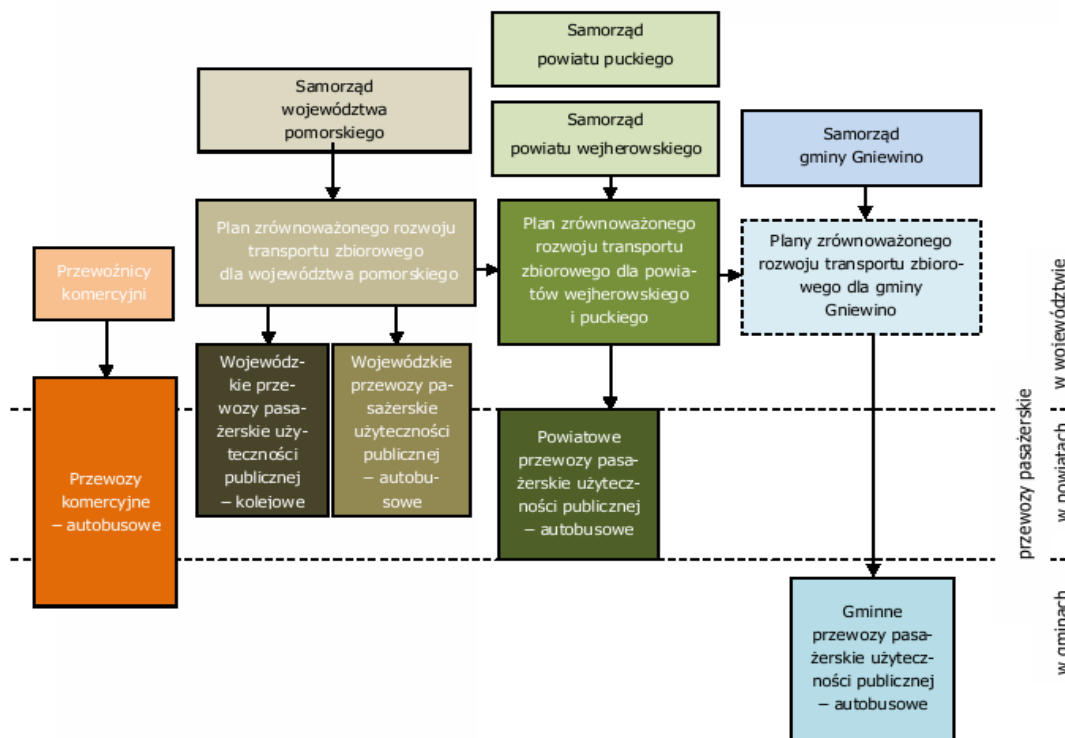 Samorząd
powiatu puckiego
Samorząd
województwa
pomorskiego
Samorząd
powiatu wejherowskiego
Samorząd
gminy Gniewino
Plan zrównoważonego rozwoju
transportu zbiorowego
dla województwa pomorskiego
Plan zrównoważonego
rozwoju transportu
zbiorowego dla powia-
tów wejherowskiego
i puckiego
Plany zrównoważonego
rozwoju transportu zbioro-
wego dla gminy
Gniewino
Przewoźnicy
komercyjni
Przewozy
komercyjne
– autobusowe
Wojewódz-
kie prze-
wozy pasa-
żerskie uży-
teczności
publicznej
– kolejowe
Wojewódzkie
przewozy pa-
sażerskie
użyteczności
publicznej
– autobu-
sowe
Powiatowe
przewozy pasa-
żerskie użytecz-
ności publicznej
– autobusowe
Gminne
przewozy pasa-
żerskie użytecz-
ności publicznej
– autobusowe
przewozy pasażerskie
w województwie
w powiatach
w gminach